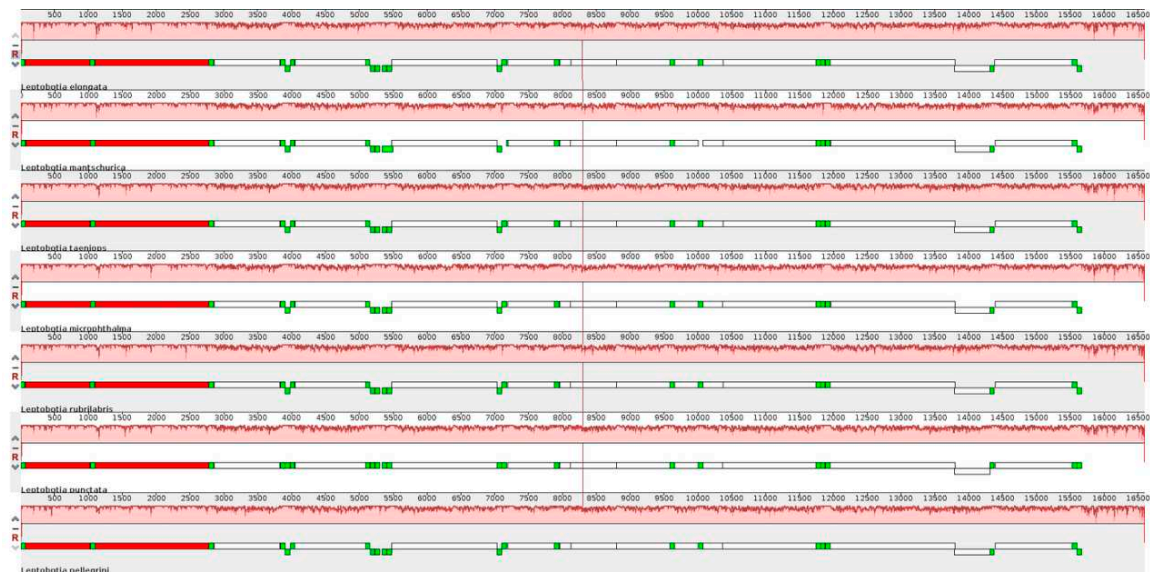 500 1000 1500 2000 2500 3000 3500 4000 4500 5000 5500 6000 6500 7000 7500 8000 8500 9000 9500 10000 10500 11000 11500 12000 12500 13000 13500 14000 14500 15000 15500 16000 16500
R
Leptobotia elongata
500 1000 1500 2000 2500 3000 3500 4000 4500 5000 5500 6000 6500 7000 7500 8000 8500 9000 9500 10000 10500 11000 11500 12000 12500 13000 13500 14000 14500 15000 15500 16000 16500
R
Leptobotia mantschurica
500 1000 1500 2000 2500 3000 3500 4000 4500 5000 5500 6000 6500 7000 7500 8000 8500 9000 9500 10000 10500 11000 11500 12000 12500 13000 13500 14000 14500 15000 15500 16000 16500
R
Leptobotia taeniops
500 1000 1500 2000 2500 3000 3500 4000 4500 5000 5500 6000 6500 7000 7500 8000 8500 9000 9500 10000 10500 11000 11500 12000 12500 13000 13500 14000 14500 15000 15500 16000 16500
R
Leptobotia microphthalma
500 1000 1500 2000 2500 3000 3500 4000 4500 5000 5500 6000 6500 7000 7500 8000 8500 9000 9500 10000 10500 11000 11500 12000 12500 13000 13500 14000 14500 15000 15500 16000 16500
R
Leptobotia rubrilabris
500 1000 1500 2000 2500 3000 3500 4000 4500 5000 5500 6000 6500 7000 7500 8000 8500 9000 9500 10000 10500 11000 11500 12000 12500 13000 13500 14000 14500 15000 15500 16000 16500
R
Leptobotia punctata
500 1000 1500 2000 2500 3000 3500 4000 4500 5000 5500 6000 6500 7000 7500 8000 8500 9000 9500 10000 10500 11000 11500 12000 12500 13000 13500 14000 14500 15000 15500 16000 16500
R
Leptobotia pellegrini